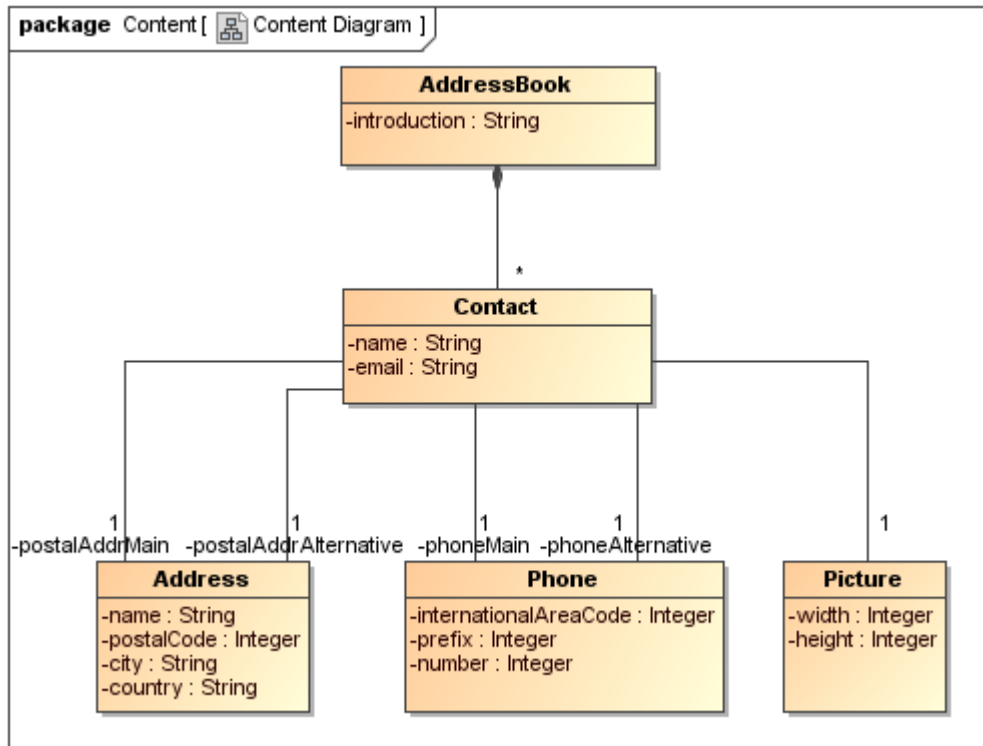 package Content [ Content Diagram ]
AddressBook
-introduction : String
*
Contact
-name : String
-email : String
1 1 1 1 1
-postalAddrMain -postalAddrAlternative -phoneMain -phoneAlternative
Address
-name : String
-postalCode : Integer
-city : String
-country : String
Phone
-internationalAreaCode : Integer
-prefix : Integer
-number : Integer
Picture
-width : Integer
-height : Integer